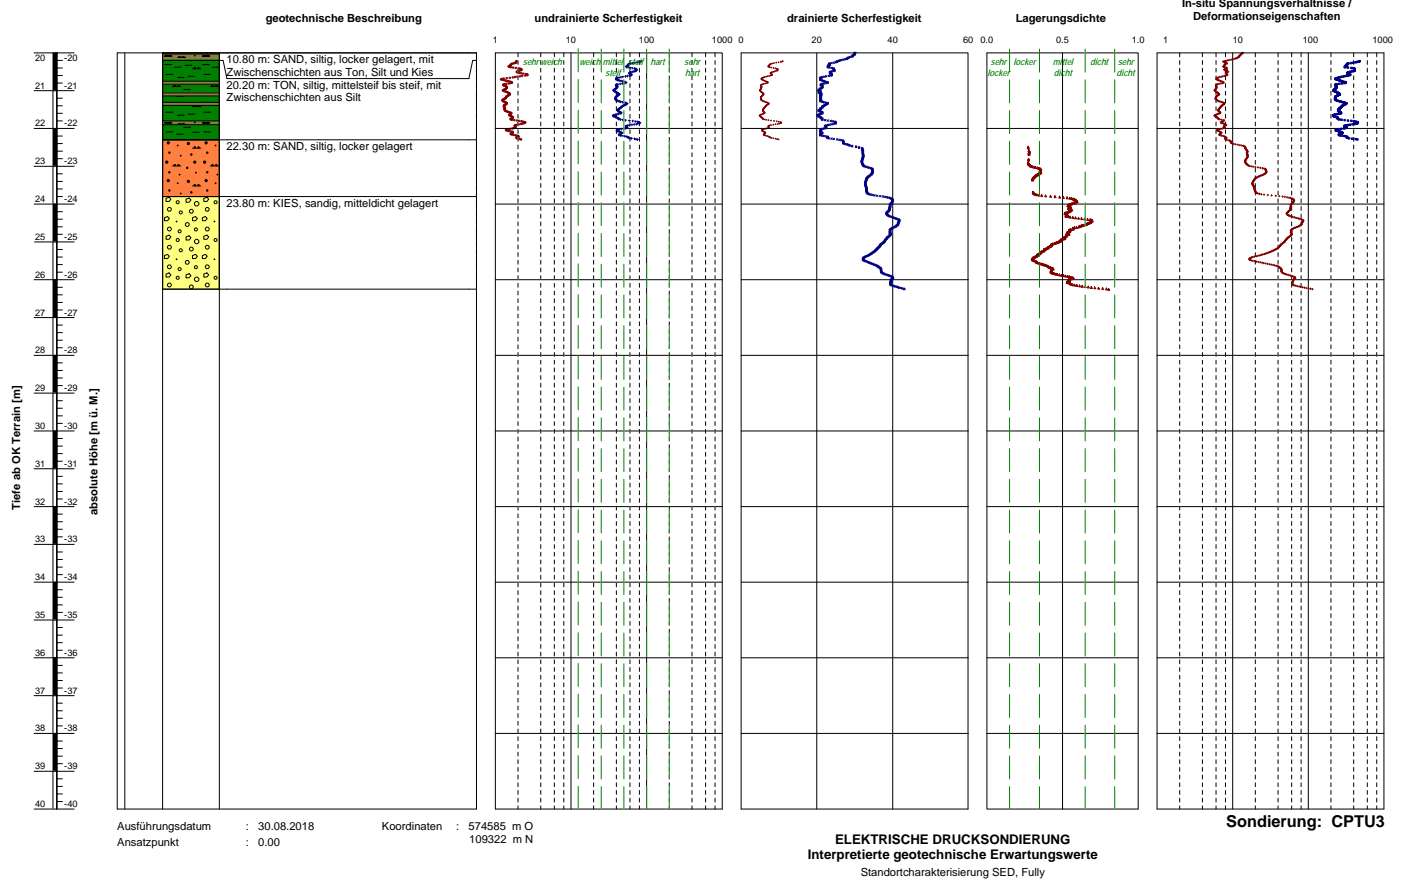 geotechnische Beschreibung
undrainierte Scherfestigkeit
drainierte Scherfestigkeit
Lagerungsdichte
In-situ Spannungsverhältnisse /
Deformationseigenschaften
1 10 100 1000
0 20 40 60
0.0 0.5 1.0
1 10 100 1000
sehr weich weich mittel steif steif hart sehr hart
sehr locker locker mittel dicht dicht sehr dicht
10.80 m: SAND, siltig, locker gelagert, mit
Zwischenschichten aus Ton, Silt und Kies
20.20 m: TON, siltig, mittelsteif bis steif, mit
Zwischenschichten aus Silt
22.30 m: SAND, siltig, locker gelagert
23.80 m: KIES, sandig, mitteldicht gelagert
Tiefe ab OK Terrain [m]
absolute Höhe [m ü. M.]
20 -20
21 -21
22 -22
23 -23
24 -24
25 -25
26 -26
27 -27
28 -28
29 -29
30 -30
31 -31
32 -32
33 -33
34 -34
35 -35
36 -36
37 -37
38 -38
39 -39
40 -40
Ausführungsdatum : 30.08.2018 Koordinaten : 574585 m O
109322 m N
Ansatzpunkt : 0.00
Sondierung: CPTU3
ELEKTRISCHE DRUCKSONDIERUNG
Interpretierte geotechnische Erwartungswerte
Standortcharakterisierung SED, Fully